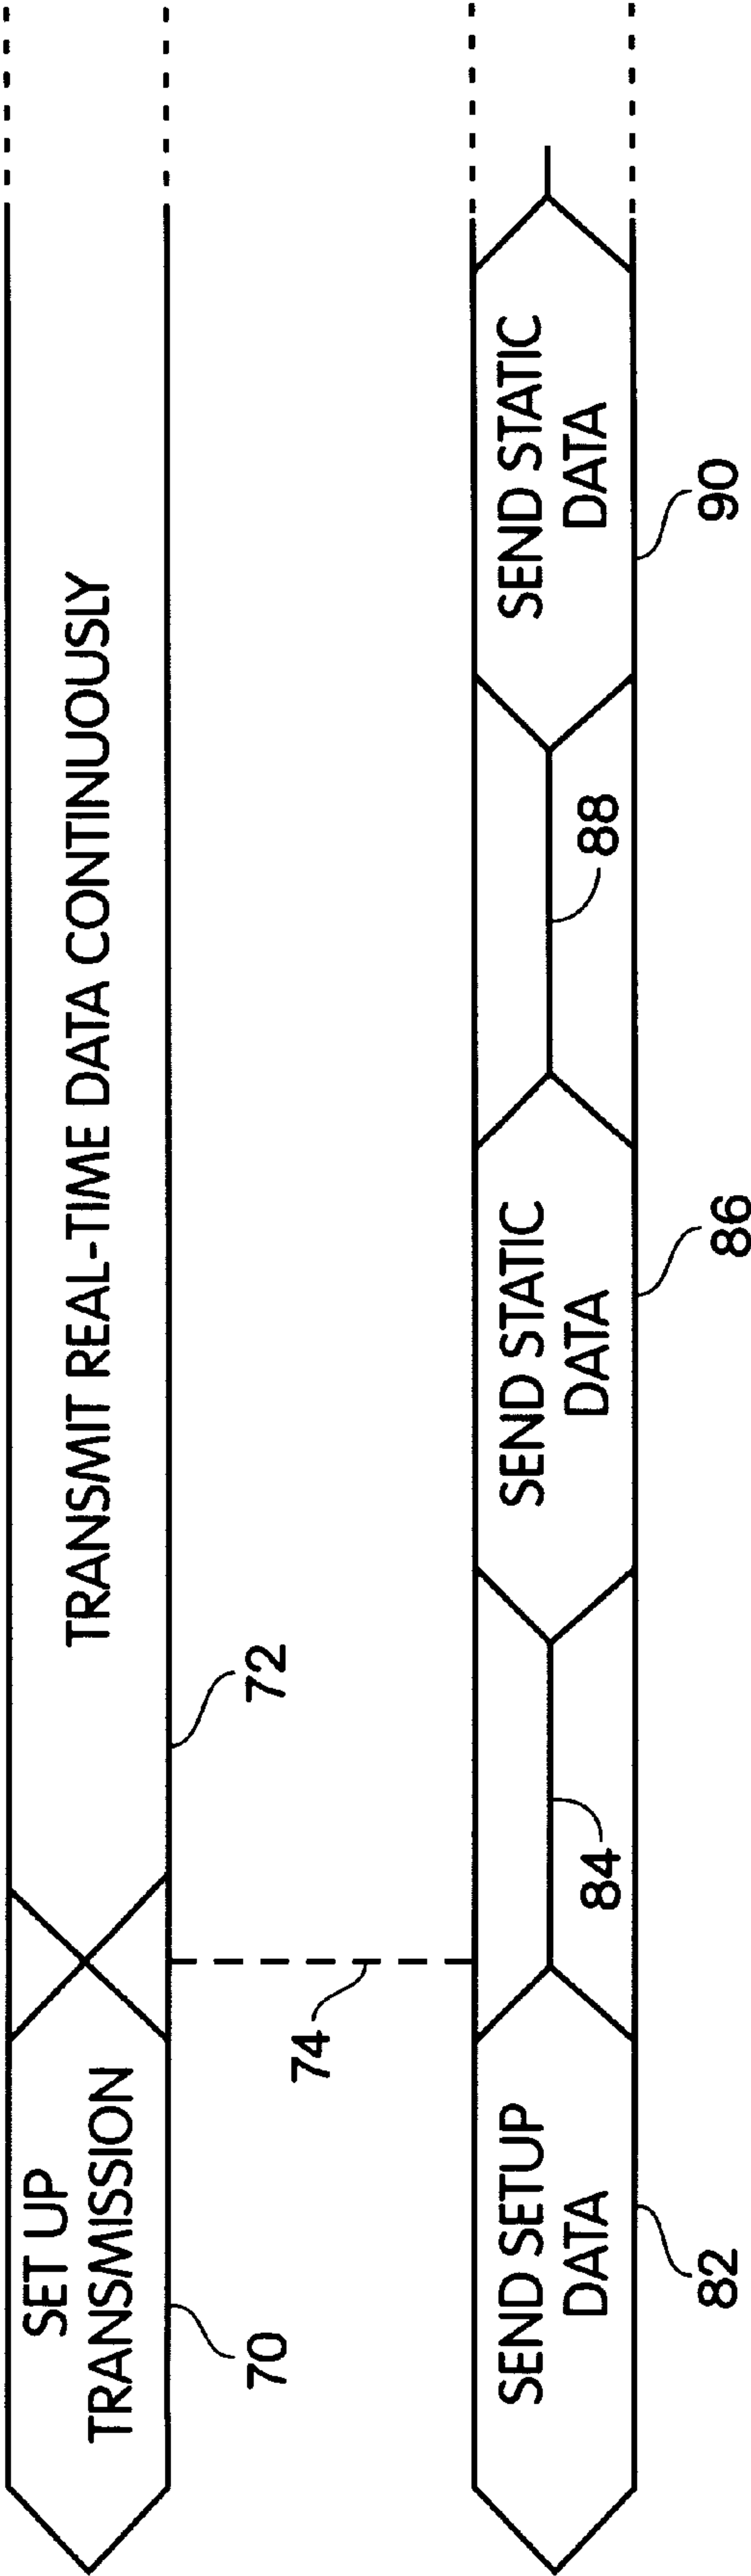 SET UP
TRANSMISSION
TRANSMIT REAL-TIME DATA CONTINUOUSLY
70
72
74
SEND SETUP
DATA
SEND STATIC
DATA
SEND STATIC
DATA
84
88
82
86
90